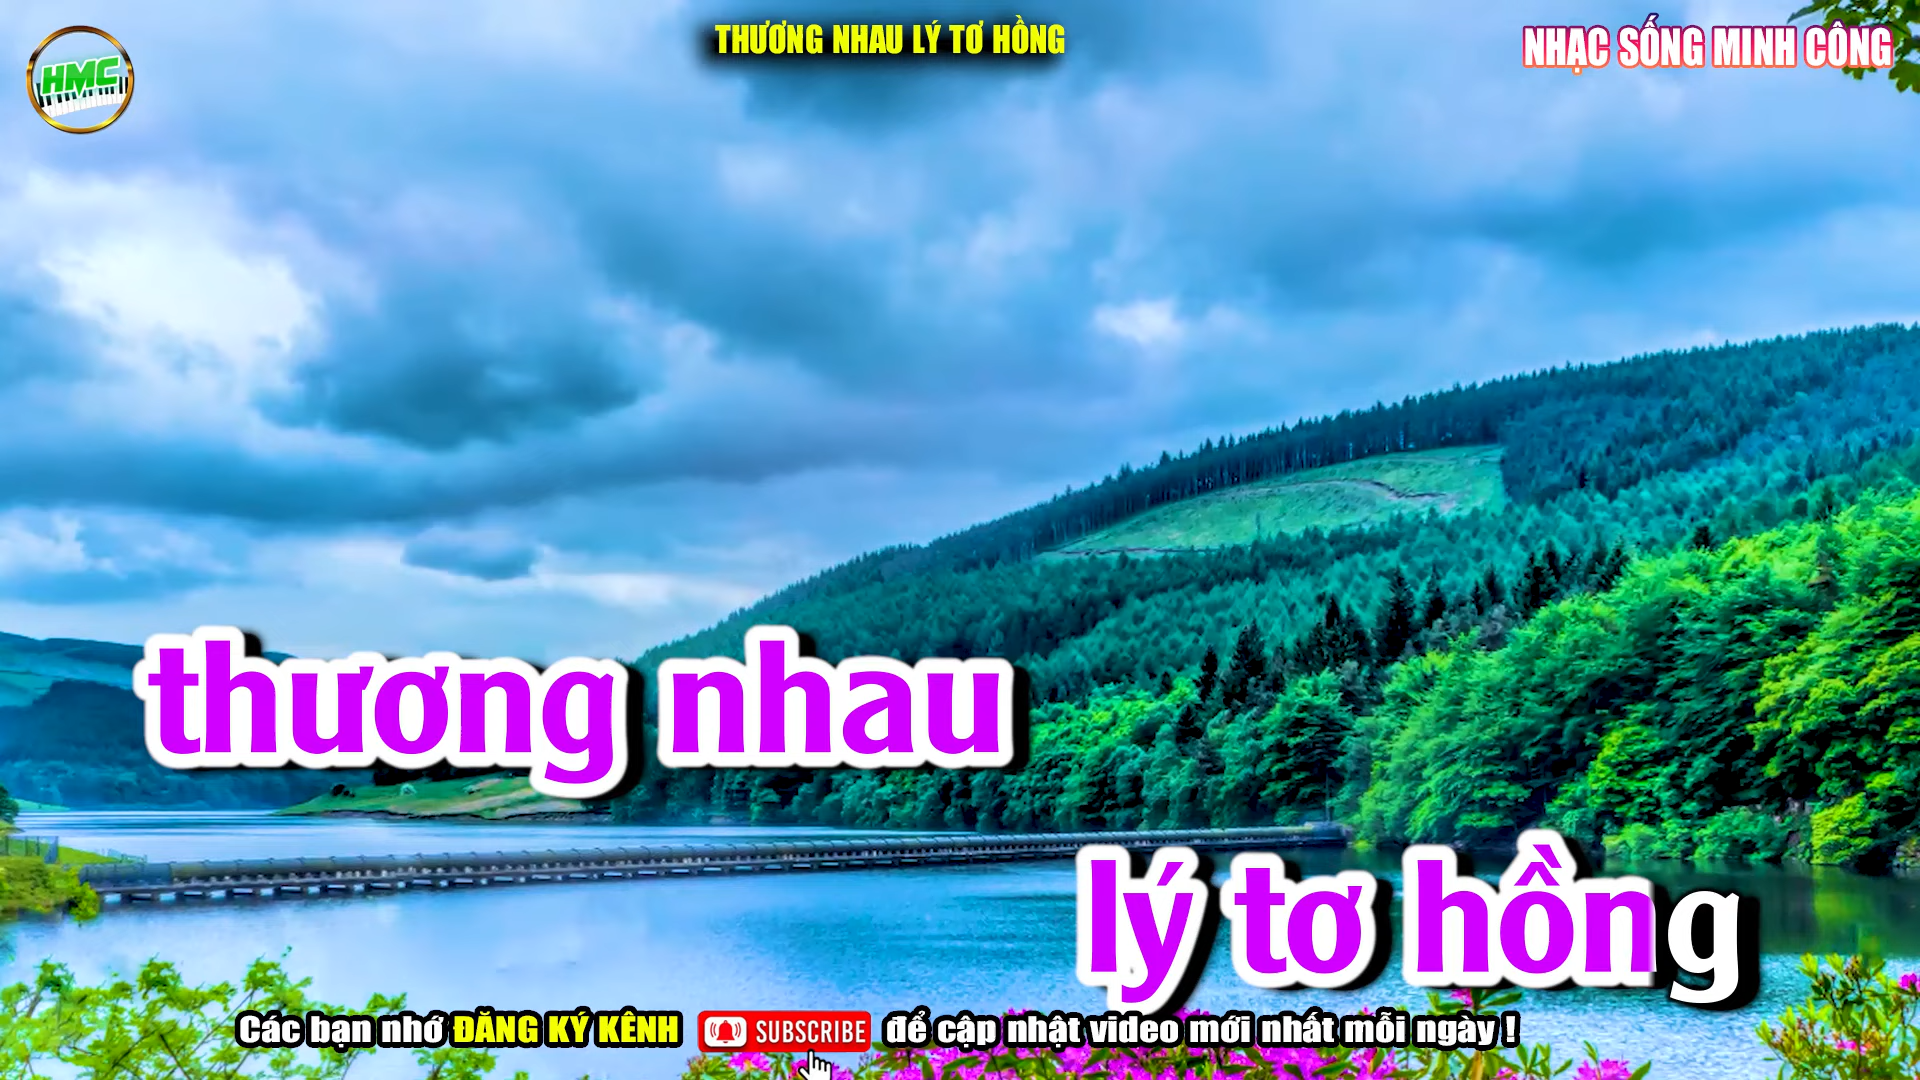 HMC
THƯƠNG NHAU LÝ TƠ HỒNG
NHẠC SỐNG MINH CÔNG
thương nhau
lý tơ hồng
Các bạn nhớ ĐĂNG KÝ KÊNH SUBSCRIBE để cập nhật video mới nhất mỗi ngày !